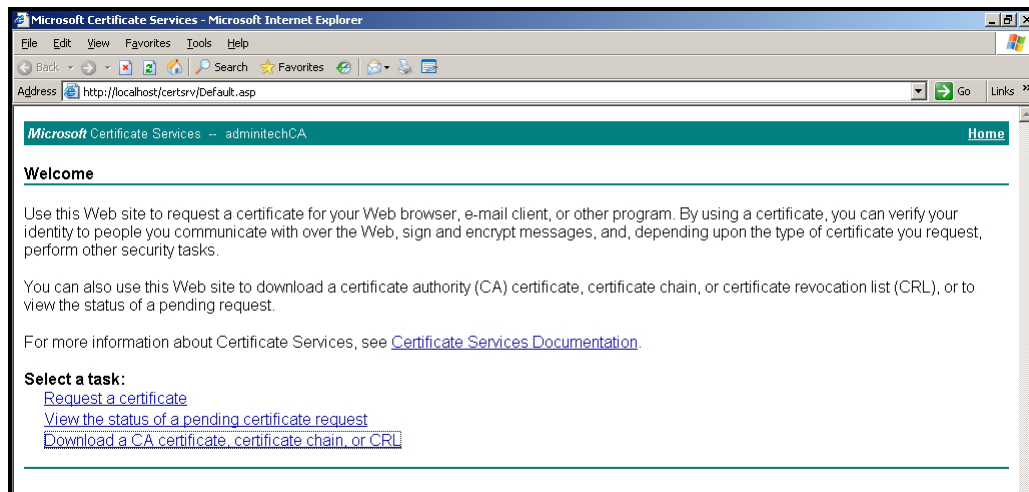 Microsoft Certificate Services - Microsoft Internet Explorer
File Edit View Favorites Tools Help
Back Search Favorites
Address http://localhost/certsrv/Default.asp Go Links »
Microsoft Certificate Services -- adminitechCA Home
Welcome
Use this Web site to request a certificate for your Web browser, e-mail client, or other program. By using a certificate, you can verify your
identity to people you communicate with over the Web, sign and encrypt messages, and, depending upon the type of certificate you request,
perform other security tasks.
You can also use this Web site to download a certificate authority (CA) certificate, certificate chain, or certificate revocation list (CRL), or to
view the status of a pending request.
For more information about Certificate Services, see Certificate Services Documentation.
Select a task:
Request a certificate
View the status of a pending certificate request
Download a CA certificate, certificate chain, or CRL